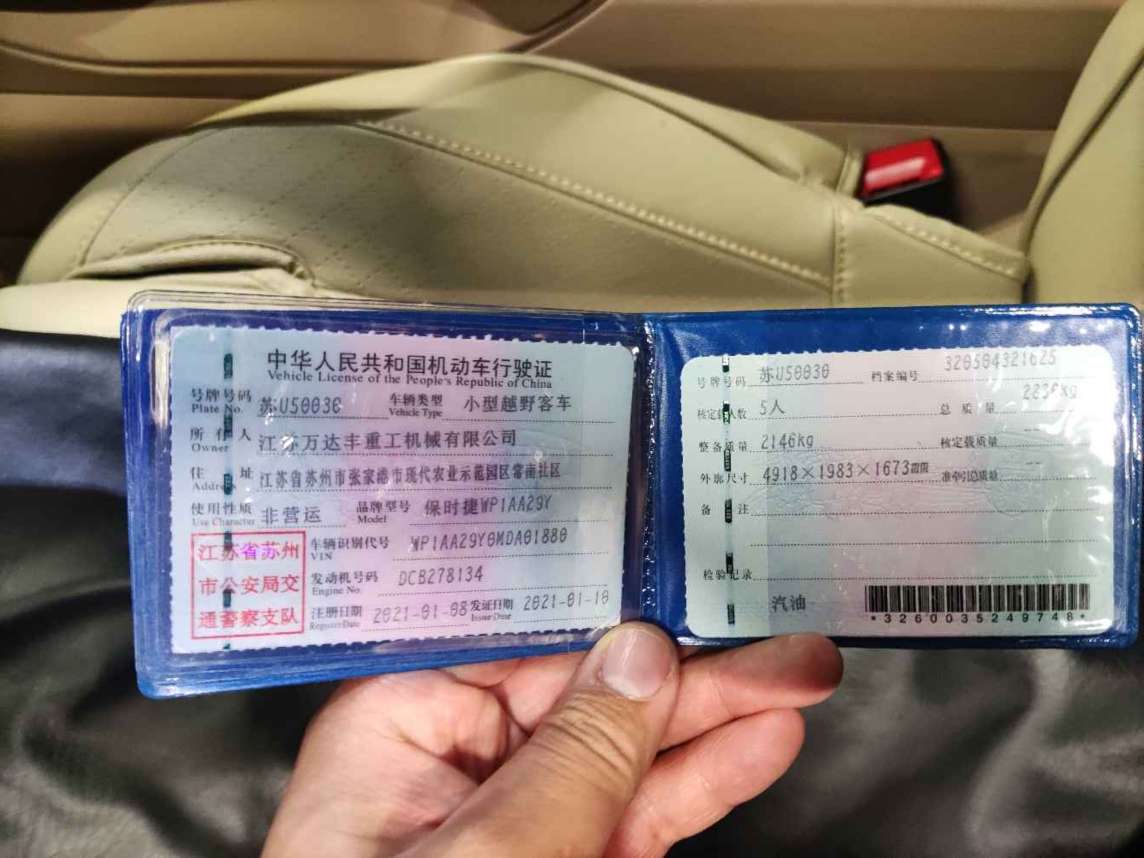 中华人民共和国机动车行驶证
Vehicle License of the People's Republic of China
号牌号码 苏U50030 车辆类型 小型越野客车
Plate No. Vehicle Type
所有人 江苏万达丰重工机械有限公司
Owner
住址 江苏省苏州市张家港市现代农业示范园区常南社区
Address
使用性质 非营运 品牌型号 保时捷WP1AA29Y
Use Character Model
江苏省苏州
市公安局交
通警察支队
车辆识别代号 WP1AA29Y0MDA01880
VIN
发动机号码 DCB278134
Engine No.
注册日期 2021-01-08 发证日期 2021-01-10
Register Date Issue Date
号牌号码 苏U50030 档案编号 320504321625
核定载人数 5人 总质量
整备质量 2146kg 核定载质量
外廓尺寸 4918×1983×1673mm 准牵引总质量
备注
检验记录
汽油
*3260035249748*